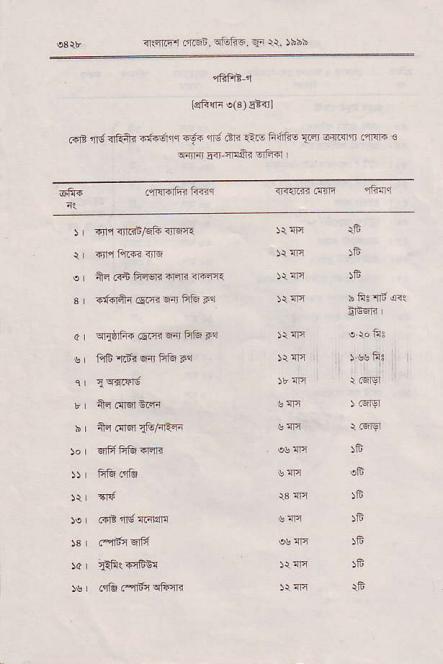 ৩৪২৮ বাংলাদেশ গেজেট, অতিরিক্ত, জুন ২২, ১৯৯৯
পরিশিষ্ট-গ
[প্রবিধান ৩(৪) দ্রষ্টব্য]
কোষ্ট গার্ড বাহিনীর কর্মকর্তাগণ কর্তৃক গার্ড ষ্টোর হইতে নির্ধারিত মূল্যে ক্রয়যোগ্য পোষাক ও
অন্যান্য দ্রব্য-সামগ্রীর তালিকা।
ক্রমিক পোষাকাদির বিবরণ ব্যবহারের মেয়াদ পরিমাণ
নং
১। ক্যাপ ব্যারেট/জকি ব্যাজসহ ১২ মাস ২টি
২। ক্যাপ পিকের ব্যাজ ১২ মাস ১টি
৩। নীল বেল্ট সিলভার কালার বাকলসহ ১২ মাস ১টি
৪। কর্মকালীন ড্রেসের জন্য সিজি ক্লথ ১২ মাস ৯ মিঃ শার্ট এবং
ট্রাউজার।
৫। আনুষ্ঠানিক ড্রেসের জন্য সিজি ক্লথ ১২ মাস ৩·২০ মিঃ
৬। পিটি শর্টের জন্য সিজি ক্লথ ১২ মাস ১·৬৬ মিঃ
৭। সু অক্সফোর্ড ১৮ মাস ২ জোড়া
৮। নীল মোজা উলেন ৬ মাস ১ জোড়া
৯। নীল মোজা সুতি/নাইলন ৬ মাস ২ জোড়া
১০। জার্সি সিজি কালার ৩৬ মাস ১টি
১১। সিজি গেঞ্জি ৬ মাস ৩টি
১২। স্কার্ফ ২৪ মাস ১টি
১৩। কোষ্ট গার্ড মনোগ্রাম ৬ মাস ১টি
১৪। স্পোর্টস জার্সি ৩৬ মাস ১টি
১৫। সুইমিং কসটিউম ১২ মাস ১টি
১৬। গেঞ্জি স্পোর্টস অফিসার ১২ মাস ২টি